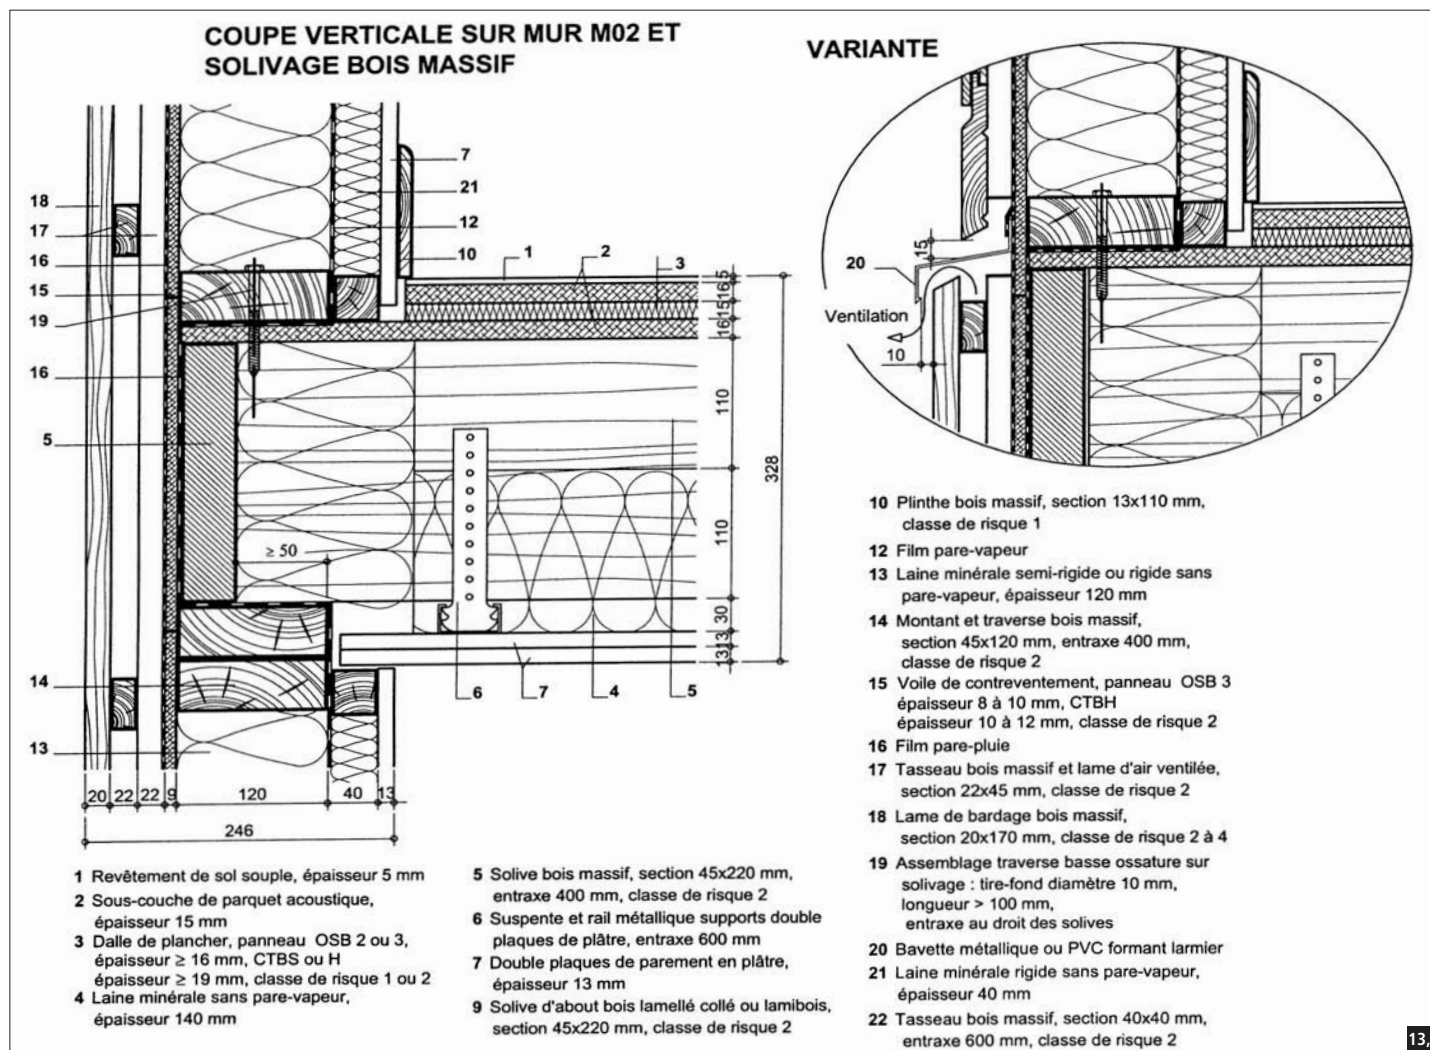 COUPE VERTICALE SUR MUR M02 ET
SOLIVAGE BOIS MASSIF
VARIANTE
7
21
12
10
1
2
3
18
17
16
15
19
16
5
14
13
≥ 50
6
7
4
5
5
16
15
16
110
110
30
13
13
328
20
22
22
9
120
40
13
246
15
20
Ventilation
10
1 Revêtement de sol souple, épaisseur 5 mm
2 Sous-couche de parquet acoustique,
épaisseur 15 mm
3 Dalle de plancher, panneau OSB 2 ou 3,
épaisseur ≥ 16 mm, CTBS ou H
épaisseur ≥ 19 mm, classe de risque 1 ou 2
4 Laine minérale sans pare-vapeur,
épaisseur 140 mm
5 Solive bois massif, section 45x220 mm,
entraxe 400 mm, classe de risque 2
6 Suspente et rail métallique supports double
plaques de plâtre, entraxe 600 mm
7 Double plaques de parement en plâtre,
épaisseur 13 mm
9 Solive d'about bois lamellé collé ou lamibois,
section 45x220 mm, classe de risque 2
10 Plinthe bois massif, section 13x110 mm,
classe de risque 1
12 Film pare-vapeur
13 Laine minérale semi-rigide ou rigide sans
pare-vapeur, épaisseur 120 mm
14 Montant et traverse bois massif,
section 45x120 mm, entraxe 400 mm,
classe de risque 2
15 Voile de contreventement, panneau OSB 3
épaisseur 8 à 10 mm, CTBH
épaisseur 10 à 12 mm, classe de risque 2
16 Film pare-pluie
17 Tasseau bois massif et lame d'air ventilée,
section 22x45 mm, classe de risque 2
18 Lame de bardage bois massif,
section 20x170 mm, classe de risque 2 à 4
19 Assemblage traverse basse ossature sur
solivage : tire-fond diamètre 10 mm,
longueur > 100 mm,
entraxe au droit des solives
20 Bavette métallique ou PVC formant larmier
21 Laine minérale rigide sans pare-vapeur,
épaisseur 40 mm
22 Tasseau bois massif, section 40x40 mm,
entraxe 600 mm, classe de risque 2
13,